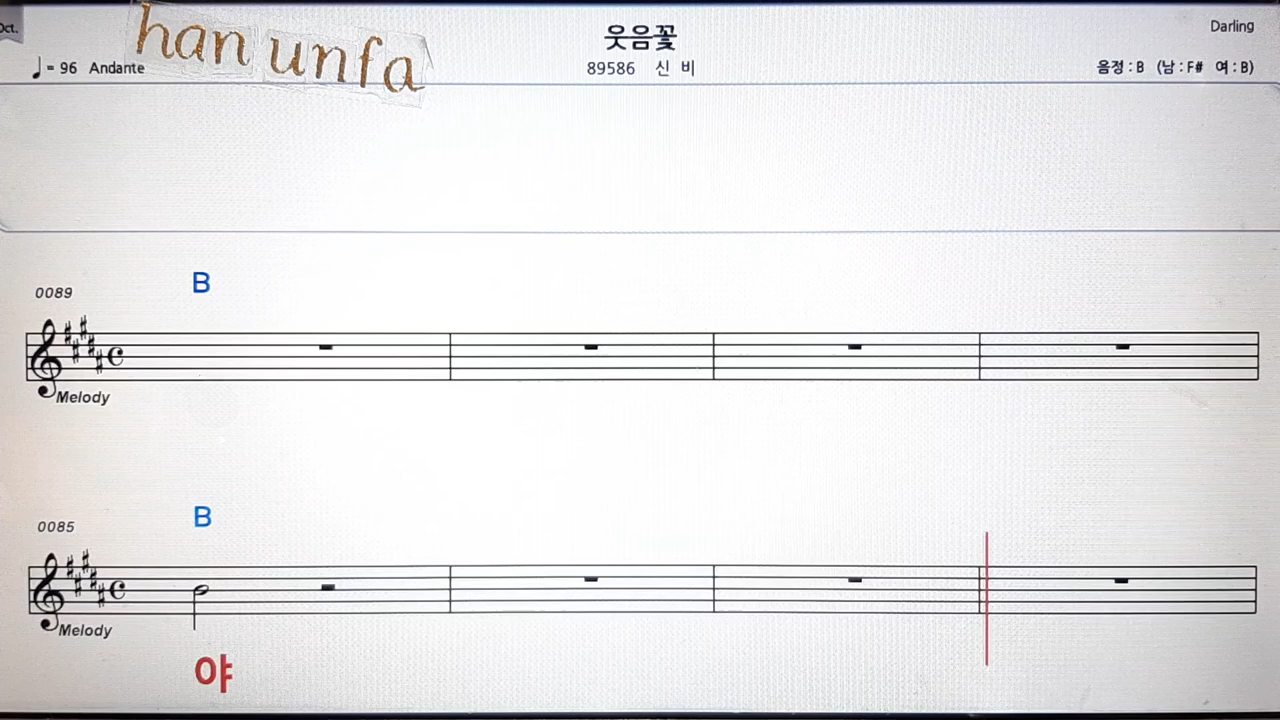 Oct.
han unfa
웃음꽃
Darling
♩= 96 Andante
89586 신 비
음정 : B (남 : F# 여 : B)
B
0089
Melody
B
0085
Melody
야